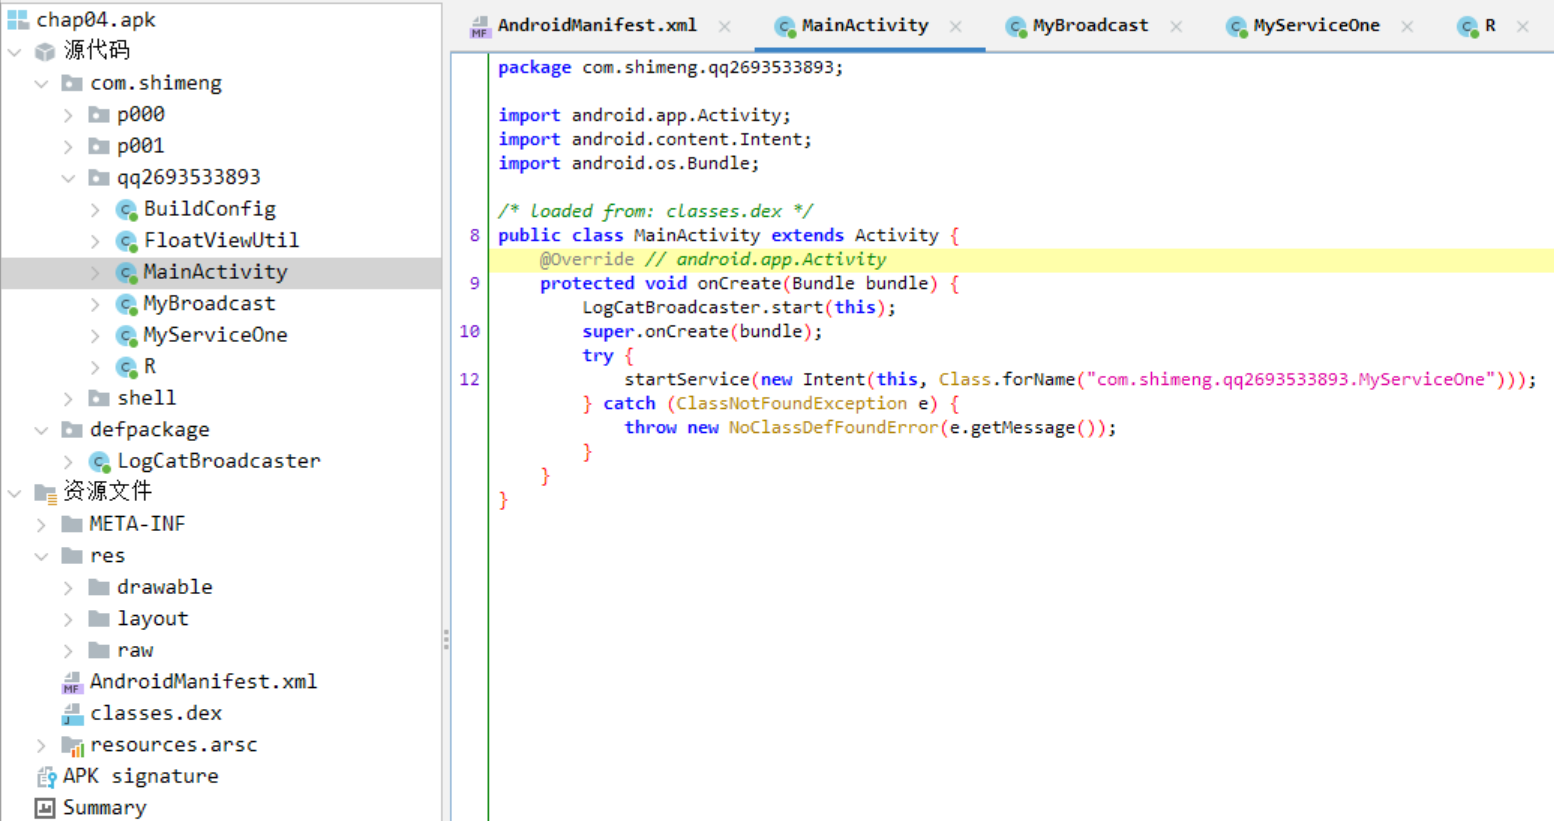 chap04.apk
源代码
com.shimeng
p000
p001
qq2693533893
BuildConfig
FloatViewUtil
MainActivity
MyBroadcast
MyServiceOne
R
shell
defpackage
LogCatBroadcaster
资源文件
META-INF
res
drawable
layout
raw
MF AndroidManifest.xml
J classes.dex
resources.arsc
APK signature
Summary
MF AndroidManifest.xml MainActivity MyBroadcast MyServiceOne R
package com.shimeng.qq2693533893;
import android.app.Activity;
import android.content.Intent;
import android.os.Bundle;
/* loaded from: classes.dex */
8 public class MainActivity extends Activity {
@Override // android.app.Activity
9 protected void onCreate(Bundle bundle) {
LogCatBroadcaster.start(this);
10 super.onCreate(bundle);
try {
12 startService(new Intent(this, Class.forName("com.shimeng.qq2693533893.MyServiceOne")));
} catch (ClassNotFoundException e) {
throw new NoClassDefFoundError(e.getMessage());
}
}
}